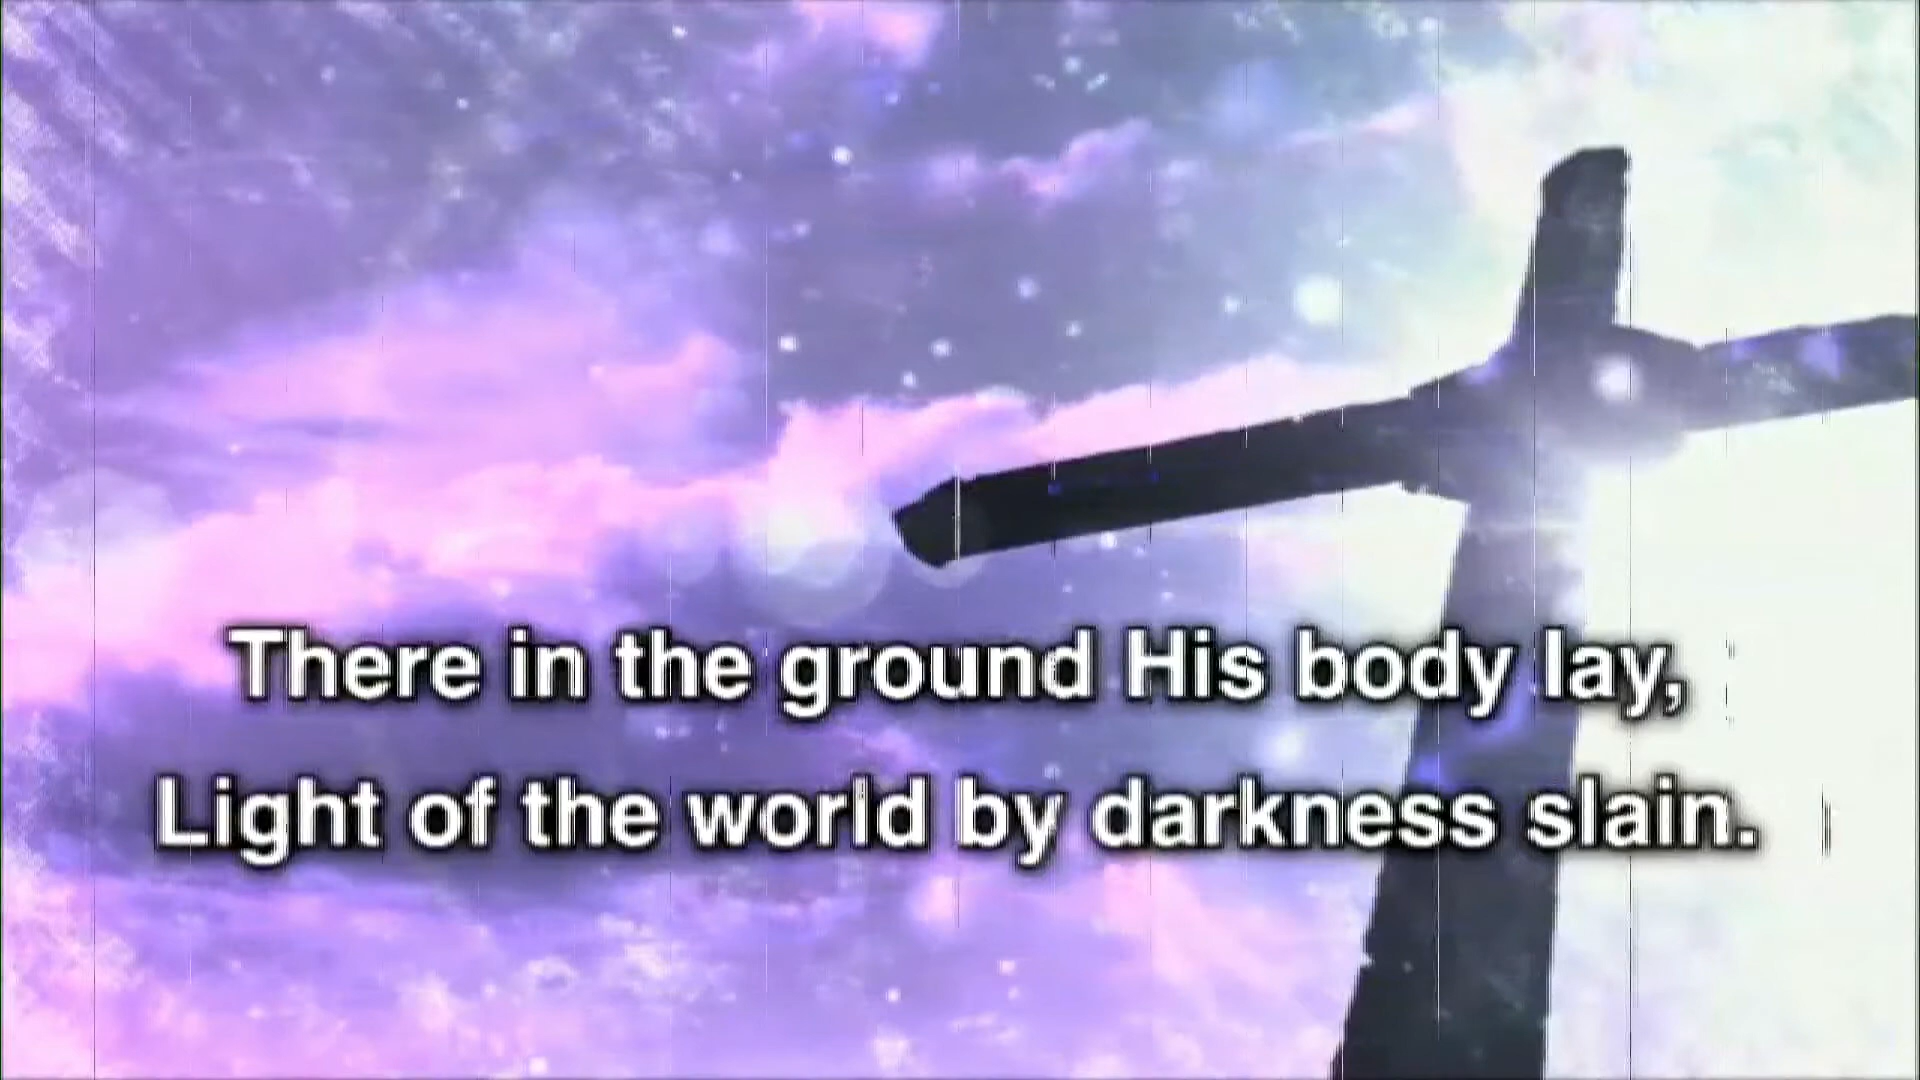 There in the ground His body lay,
Light of the world by darkness slain.